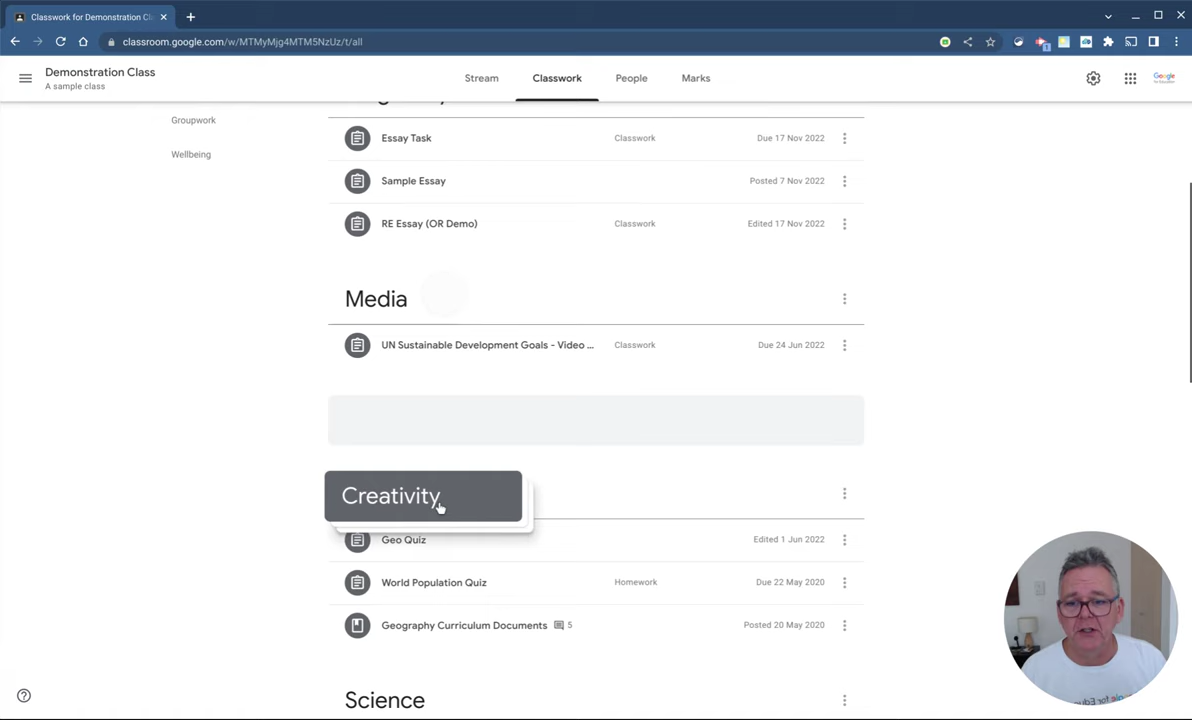 Classwork for Demonstration Cl
classroom.google.com/w/MTMyMjg4MTM5NzUz/t/all
1
Demonstration Class
A sample class
Stream
Classwork
People
Marks
Google
for Education
Groupwork
Wellbeing
Essay Task
Classwork
Due 17 Nov 2022
Sample Essay
Posted 7 Nov 2022
RE Essay (OR Demo)
Classwork
Edited 17 Nov 2022
Media
UN Sustainable Development Goals - Video ...
Classwork
Due 24 Jun 2022
Creativity
Geo Quiz
Edited 1 Jun 2022
World Population Quiz
Homework
Due 22 May 2020
Geography Curriculum Documents
5
Posted 20 May 2020
Science